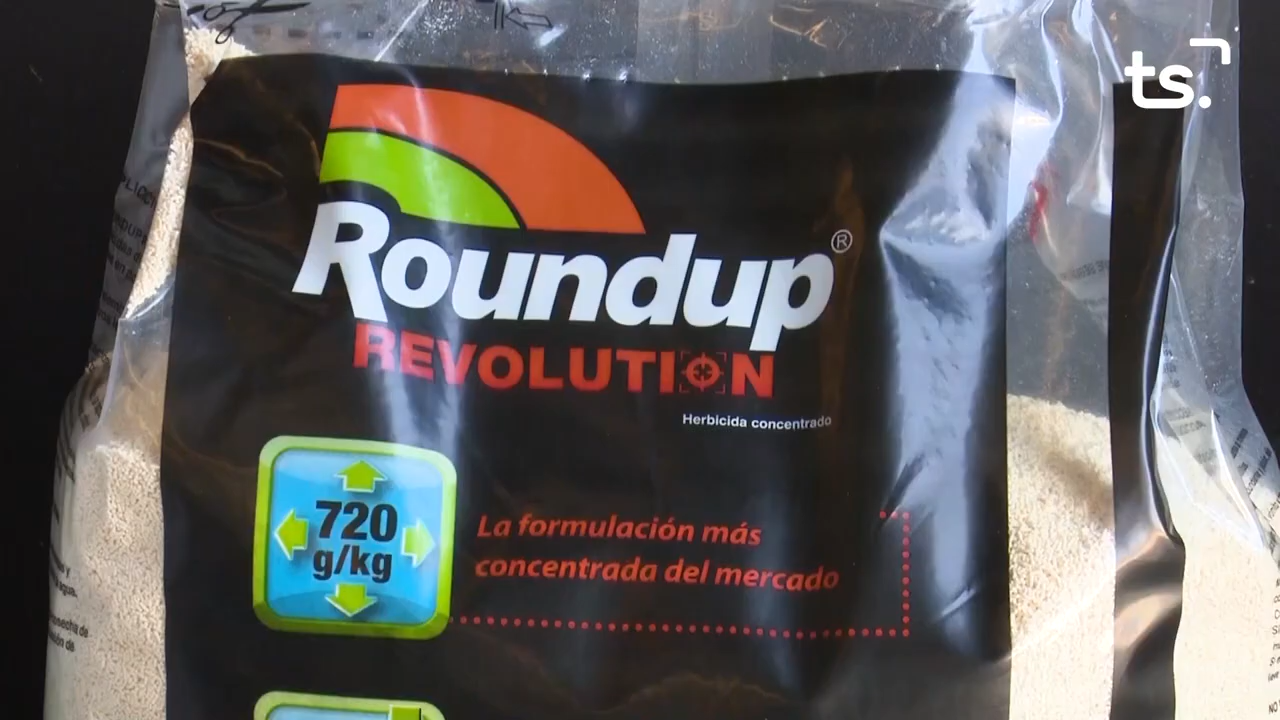 ts.
Roundup®
REVOLUTION
Herbicida concentrado
720
g/kg
La formulación más
concentrada del mercado